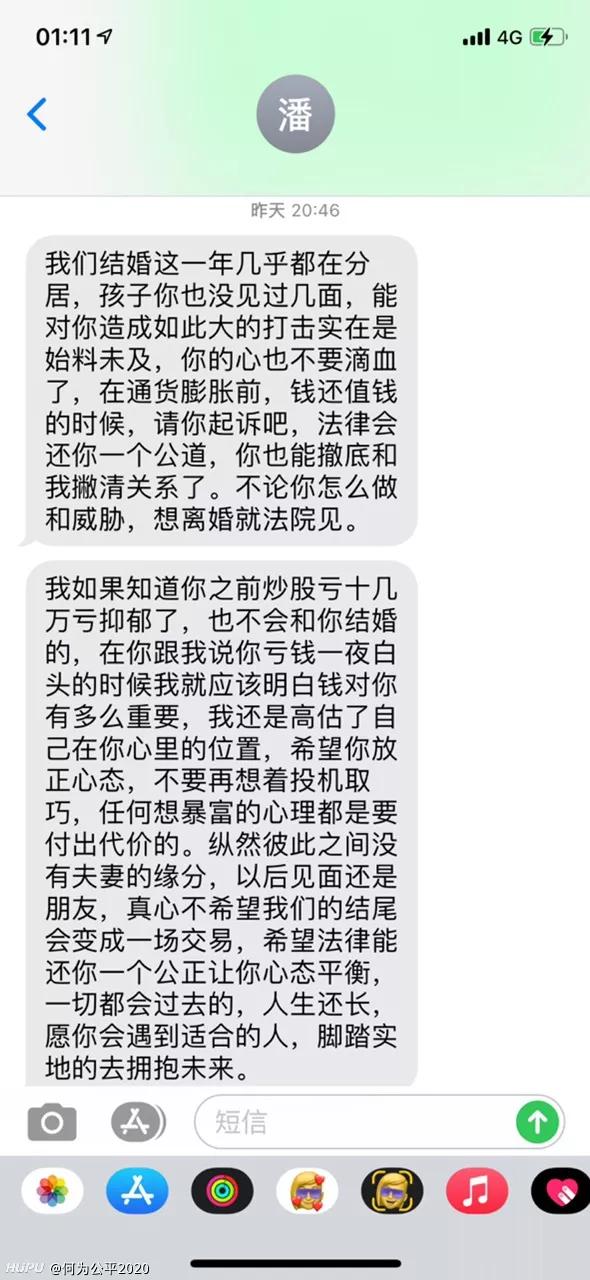 01:11
4G
潘
昨天 20:46
我们结婚这一年几乎都在分
居，孩子你也没见过几面，能
对你造成如此大的打击实在是
始料未及，你的心也不要滴血
了，在通货膨胀前，钱还值钱
的时候，请你起诉吧，法律会
还你一个公道，你也能撤底和
我撇清关系了。不论你怎么做
和威胁，想离婚就法院见。
我如果知道你之前炒股亏十几
万亏抑郁了，也不会和你结婚
的，在你跟我说你亏钱一夜白
头的时候我就应该明白钱对你
有多么重要，我还是高估了自
己在你心里的位置，希望你放
正心态，不要再想着投机取
巧，任何想暴富的心理都是要
付出代价的。纵然彼此之间没
有夫妻的缘分，以后见面还是
朋友，真心不希望我们的结尾
会变成一场交易，希望法律能
还你一个公正让你心态平衡，
一切都会过去的，人生还长，
愿你会遇到适合的人，脚踏实
地的去拥抱未来。
短信
HUPU @何为公平2020